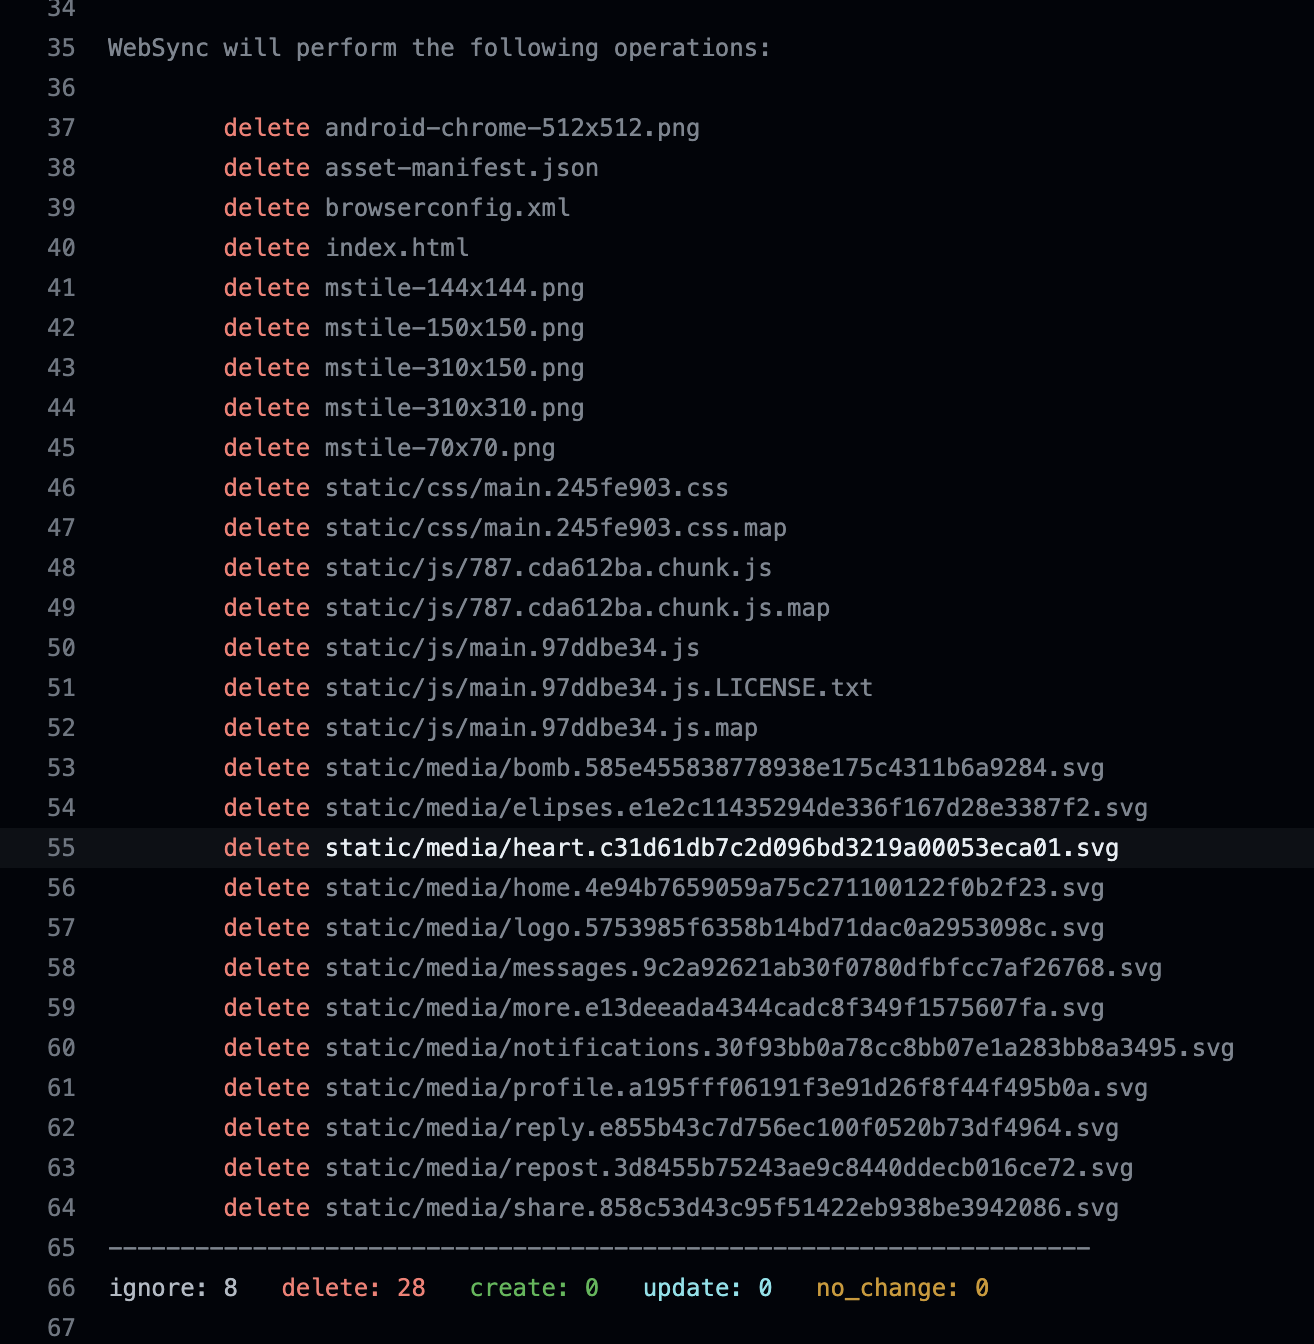 34
35 WebSync will perform the following operations:
36
37 delete android-chrome-512x512.png
38 delete asset-manifest.json
39 delete browserconfig.xml
40 delete index.html
41 delete mstile-144x144.png
42 delete mstile-150x150.png
43 delete mstile-310x150.png
44 delete mstile-310x310.png
45 delete mstile-70x70.png
46 delete static/css/main.245fe903.css
47 delete static/css/main.245fe903.css.map
48 delete static/js/787.cda612ba.chunk.js
49 delete static/js/787.cda612ba.chunk.js.map
50 delete static/js/main.97ddbe34.js
51 delete static/js/main.97ddbe34.js.LICENSE.txt
52 delete static/js/main.97ddbe34.js.map
53 delete static/media/bomb.585e455838778938e175c4311b6a9284.svg
54 delete static/media/elipses.e1e2c11435294de336f167d28e3387f2.svg
55 delete static/media/heart.c31d61db7c2d096bd3219a00053eca01.svg
56 delete static/media/home.4e94b7659059a75c271100122f0b2f23.svg
57 delete static/media/logo.5753985f6358b14bd71dac0a2953098c.svg
58 delete static/media/messages.9c2a92621ab30f0780dfbfcc7af26768.svg
59 delete static/media/more.e13deeada4344cadc8f349f1575607fa.svg
60 delete static/media/notifications.30f93bb0a78cc8bb07e1a283bb8a3495.svg
61 delete static/media/profile.a195fff06191f3e91d26f8f44f495b0a.svg
62 delete static/media/reply.e855b43c7d756ec100f0520b73df4964.svg
63 delete static/media/repost.3d8455b75243ae9c8440ddecb016ce72.svg
64 delete static/media/share.858c53d43c95f51422eb938be3942086.svg
65 --------------------------------------------------------------------
66 ignore: 8 delete: 28 create: 0 update: 0 no_change: 0
67